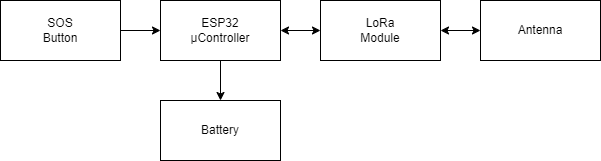 SOS
Button
ESP32
µController
LoRa
Module
Antenna
Battery